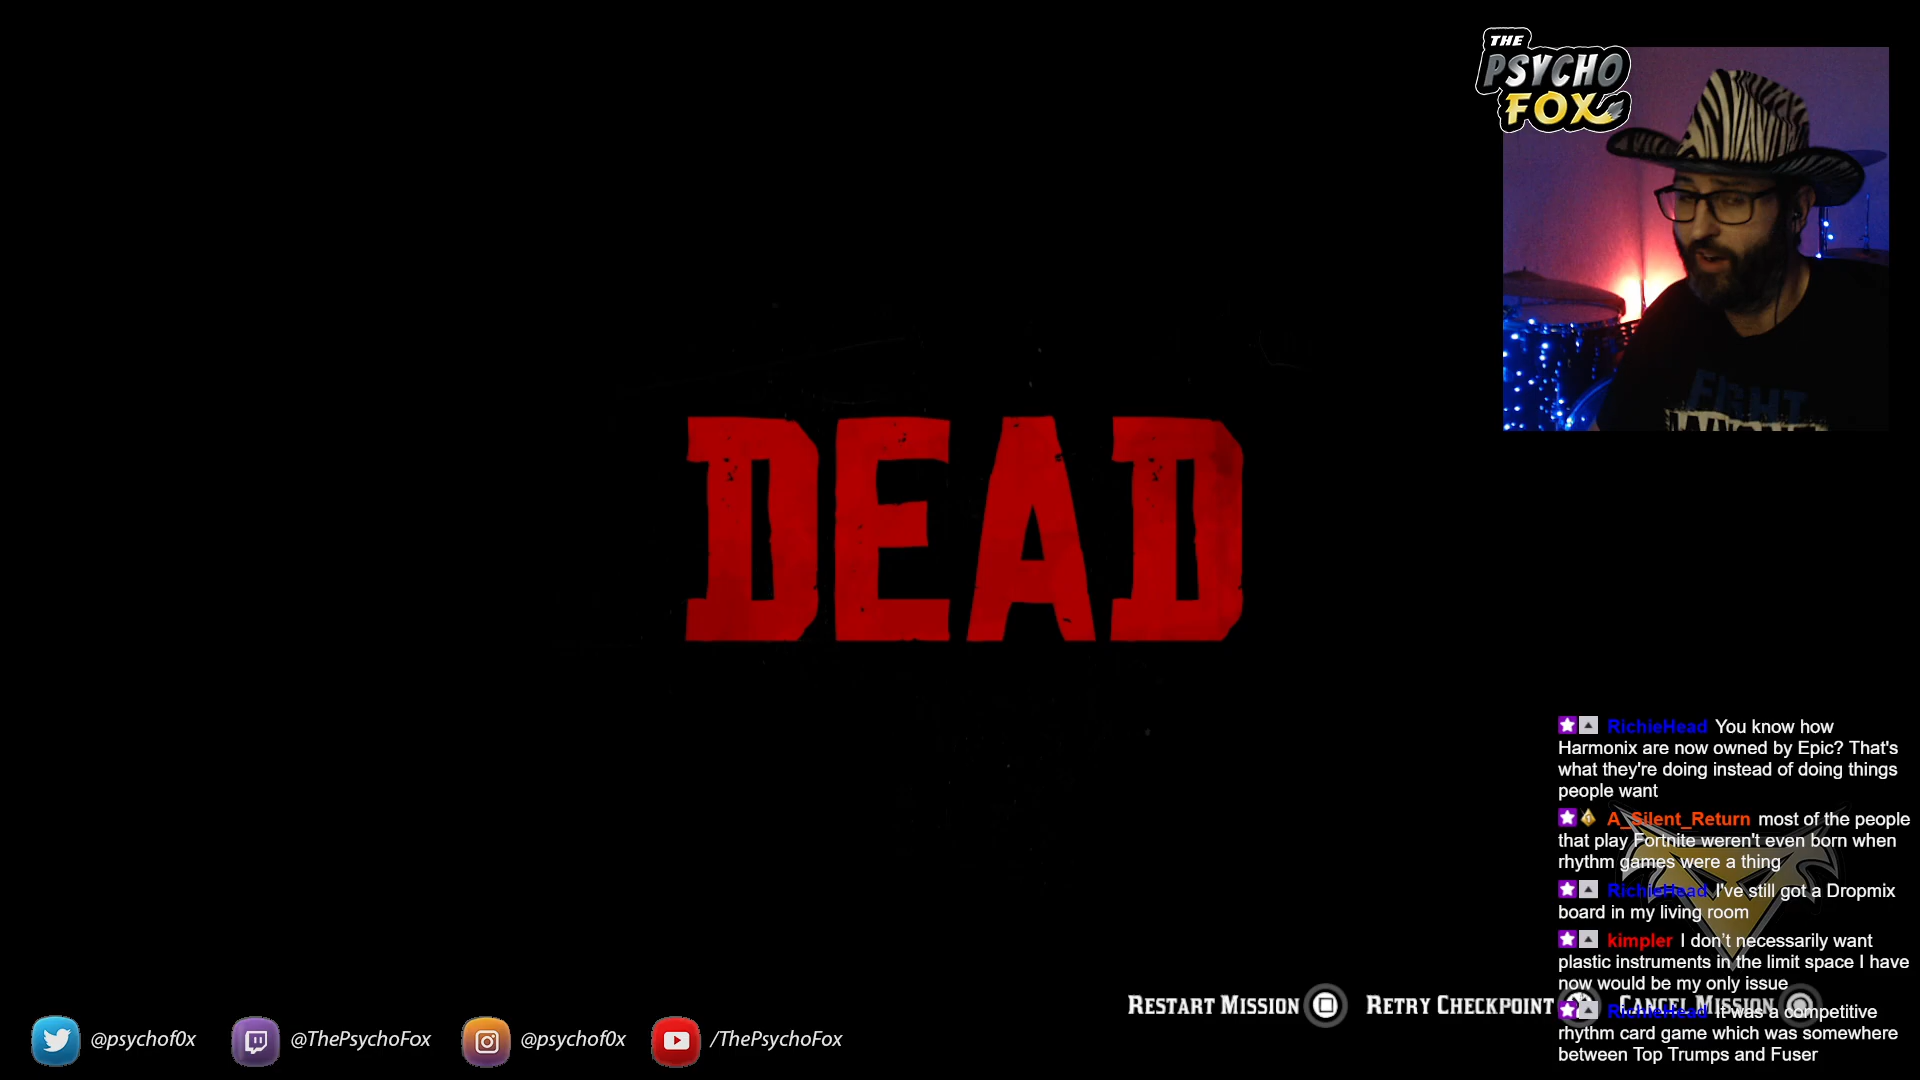 THE
PSYCHO
FOX
FIGHT
DEAD
RichieHead You know how
Harmonix are now owned by Epic? That's
what they're doing instead of doing things
people want
A_Silent_Return most of the people
that play Fortnite weren't even born when
rhythm games were a thing
RichieHead I've still got a Dropmix
board in my living room
kimpler I don't necessarily want
plastic instruments in the limit space I have
now would be my only issue
RichieHead It was a competitive
rhythm card game which was somewhere
between Top Trumps and Fuser
RESTART MISSION RETRY CHECKPOINT CANCEL MISSION
@psychof0x @ThePsychoFox @psychof0x /ThePsychoFox